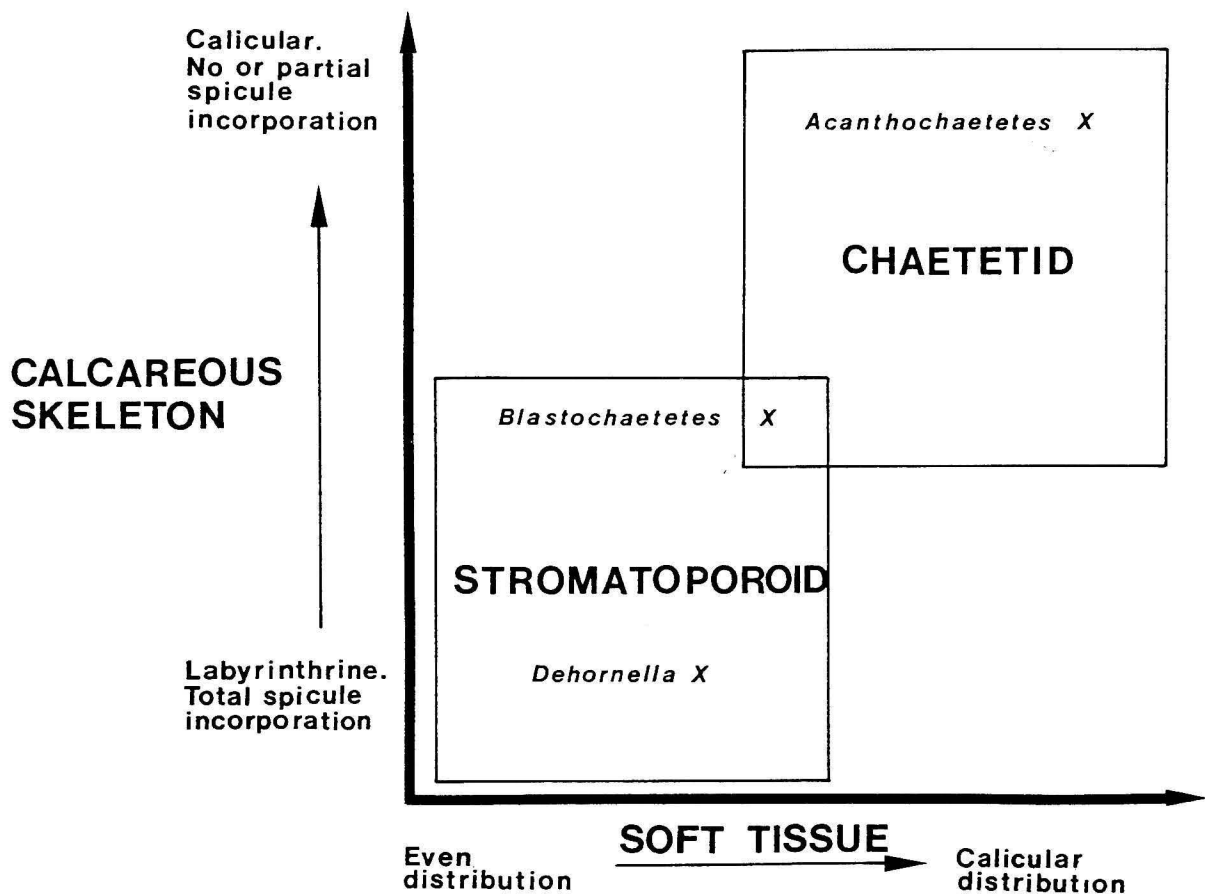 Calicular.
No or partial
spicule
incorporation
Acanthochaetetes X
CHAETETID
CALCAREOUS
SKELETON
Blastochaetetes X
STROMATOPOROID
Labyrinthrine.
Total spicule
incorporation
Dehornella X
SOFT TISSUE
Even
distribution
Calicular
distribution